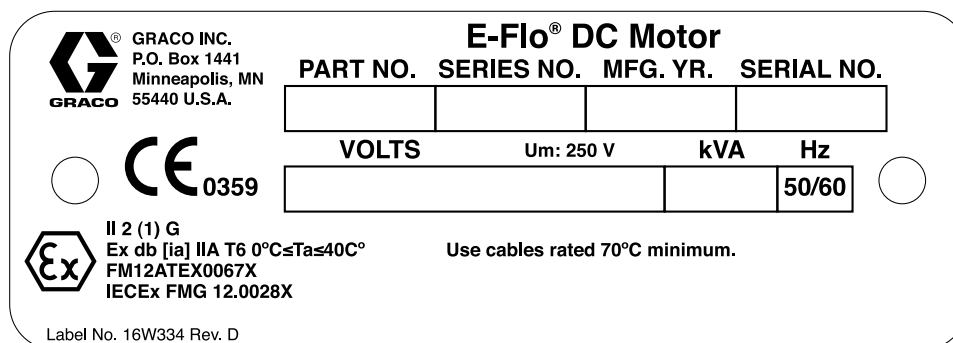 E-Flo® DC Motor
® GRACO INC.
P.O. Box 1441
Minneapolis, MN
55440 U.S.A.
GRACO
PART NO. SERIES NO. MFG. YR. SERIAL NO.
VOLTS Um: 250 V kVA Hz
50/60
CE 0359
II 2 (1) G
Ex db [ia] IIA T6 0°C≤Ta≤40C°
FM12ATEX0067X
IECEx FMG 12.0028X
Ex
Use cables rated 70°C minimum.
Label No. 16W334 Rev. D